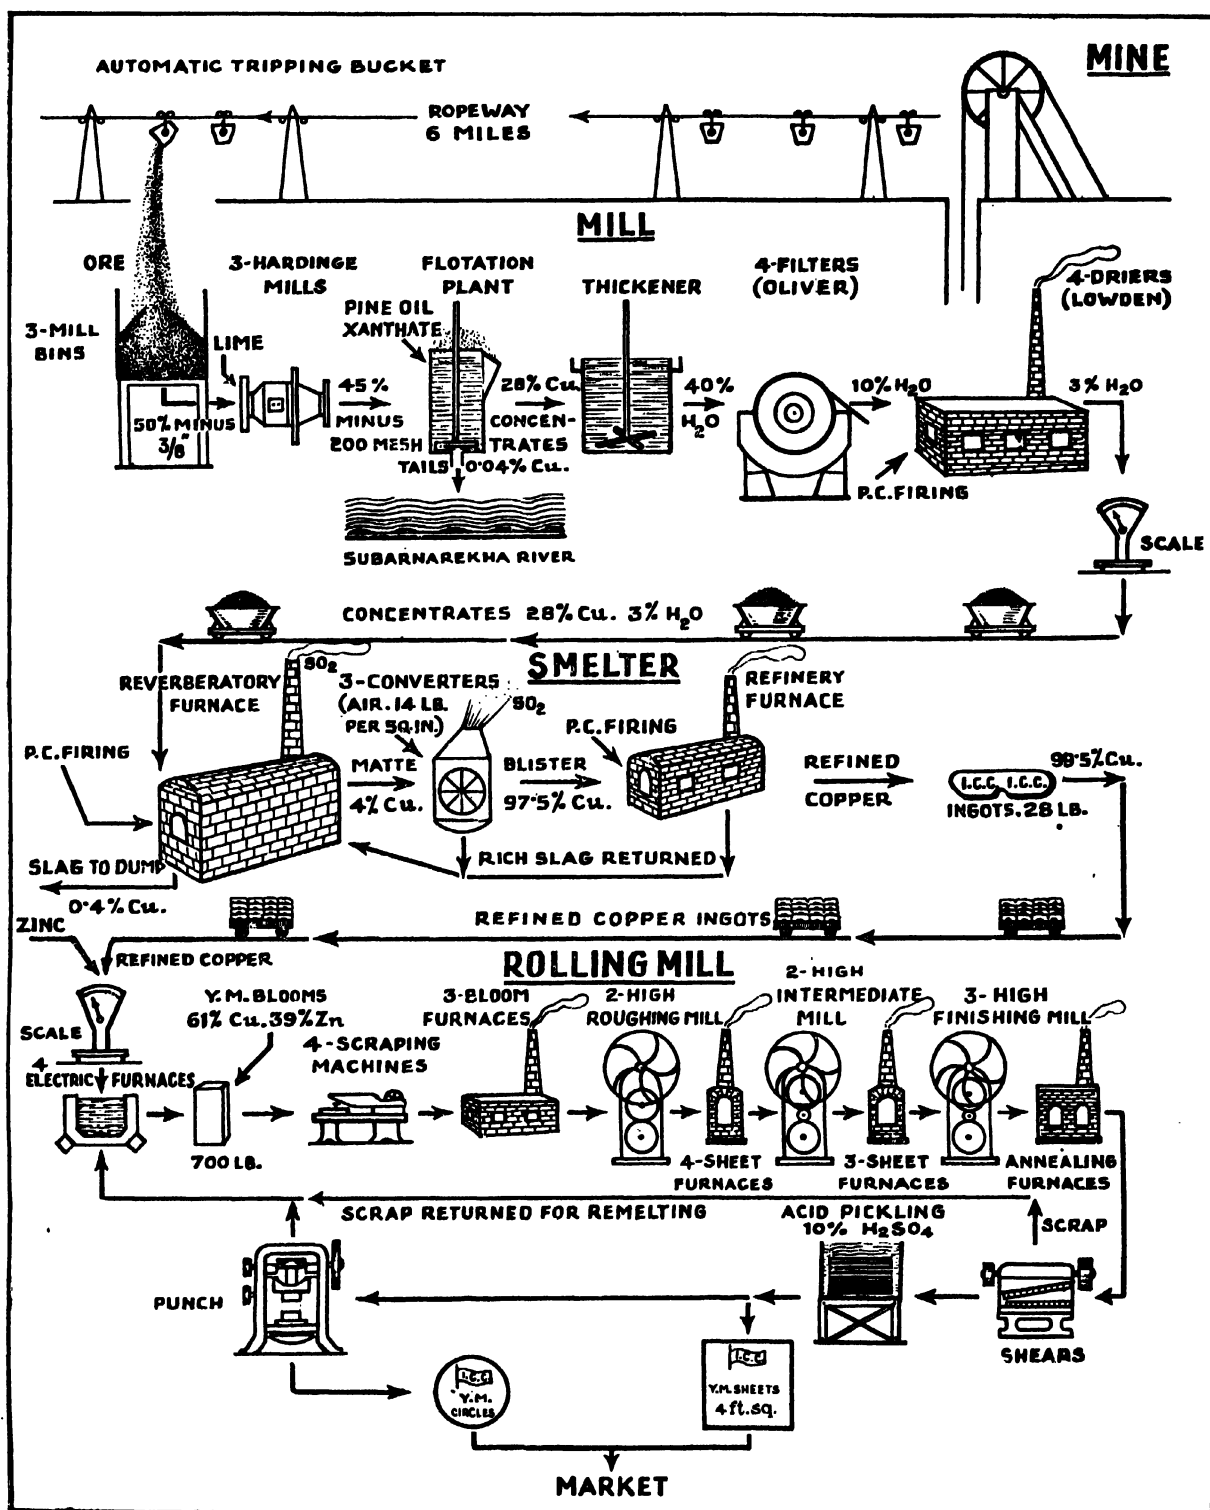 MINE
AUTOMATIC TRIPPING BUCKET
ROPEWAY
6 MILES
MILL
ORE
3-MILL
BINS
50% MINUS
3/8"
LIME
3-HARDINGE
MILLS
45%
MINUS
200 MESH
FLOTATION
PLANT
PINE OIL
XANTHATE
TAILS 0·04% Cu.
SUBARNAREKHA RIVER
28% Cu.
CONCEN-
TRATES
THICKENER
40%
H2O
4-FILTERS
(OLIVER)
10% H2O
4-DRIERS
(LOWDEN)
P.C. FIRING
3% H2O
SCALE
CONCENTRATES 28% Cu. 3% H2O
SMELTER
REVERBERATORY
FURNACE
SO2
P.C. FIRING
SLAG TO DUMP
0·4% Cu.
MATTE
4% Cu.
3-CONVERTERS
(AIR. 14 LB.
PER SQ.IN.)
SO2
BLISTER
97·5% Cu.
RICH SLAG RETURNED
P.C. FIRING
REFINERY
FURNACE
REFINED
COPPER
I.C.C. I.C.C.
INGOTS. 28 LB.
99·5% Cu.
REFINED COPPER INGOTS
ZINC
REFINED COPPER
ROLLING MILL
SCALE
4
ELECTRIC FURNACES
Y.M. BLOOMS
61% Cu. 39% Zn
700 LB.
4-SCRAPING
MACHINES
3-BLOOM
FURNACES
2-HIGH
ROUGHING MILL
4-SHEET
FURNACES
2-HIGH
INTERMEDIATE
MILL
3-SHEET
FURNACES
3-HIGH
FINISHING MILL
ANNEALING
FURNACES
SCRAP RETURNED FOR REMELTING
SCRAP
SHEARS
ACID PICKLING
10% H2SO4
PUNCH
I.C.C.
Y.M.
CIRCLES
I.C.C.
Y.M. SHEETS
4 ft. sq.
MARKET